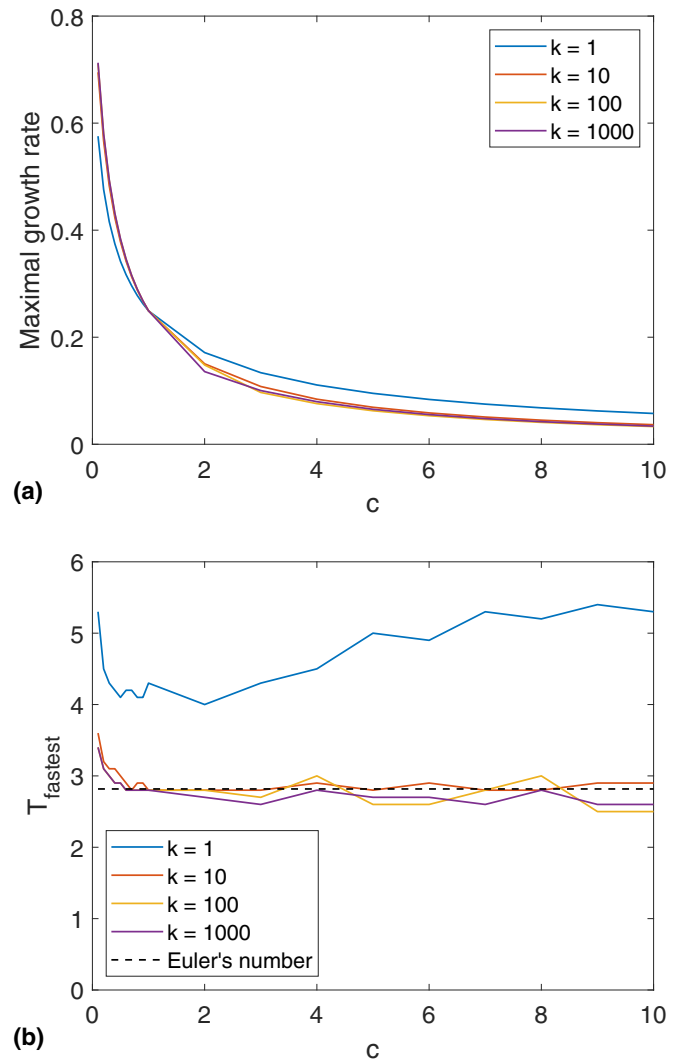 0.8
0.6
0.4
0.2
0
Maximal growth rate
k = 1
k = 10
k = 100
k = 1000
0 2 4 6 8 10
c
(a)
6
5
4
3
2
1
0
T_fastest
k = 1
k = 10
k = 100
k = 1000
Euler's number
0 2 4 6 8 10
c
(b)